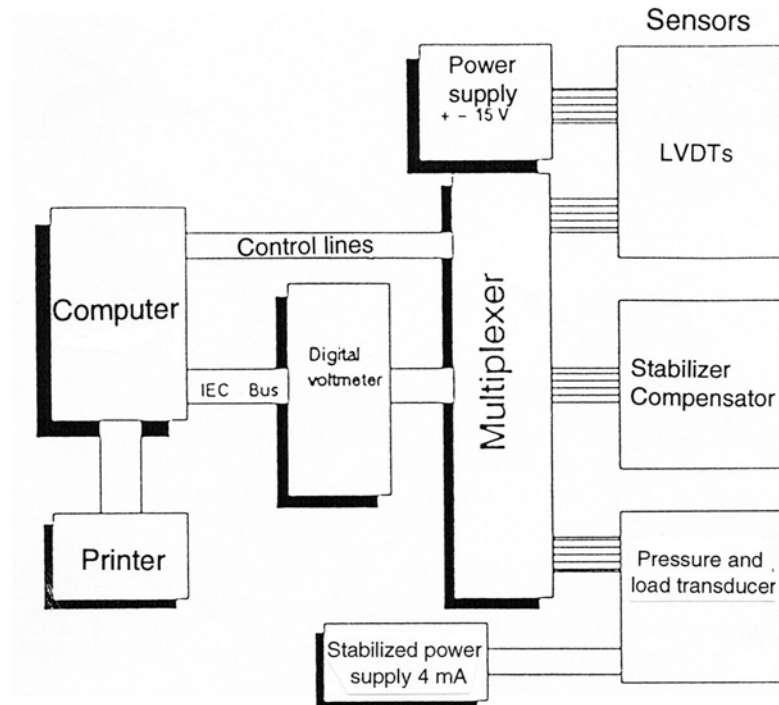 Sensors
Power
supply
+ - 15 V
LVDTs
Control lines
Computer
Multiplexer
Digital
voltmeter
IEC Bus
Stabilizer
Compensator
Printer
Pressure and
load transducer
Stabilized power
supply 4 mA